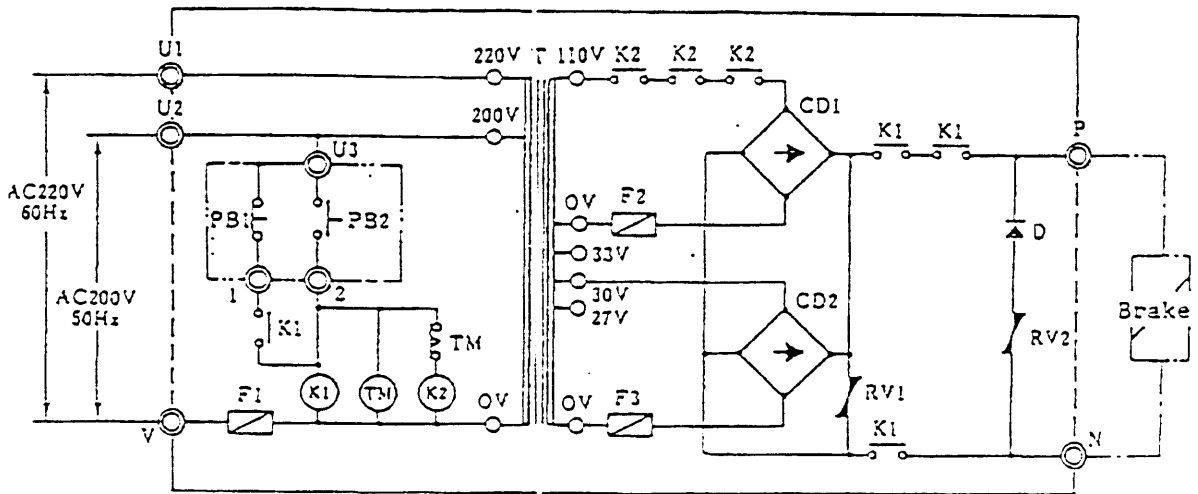 U1
220V T 110V K2 K2 K2
U2
200V
CD1
U3
K1 K1
P
AC220V
60Hz
PB1 PB2
0V F2
D
33V
AC200V
50Hz
1 2
30V
27V
CD2
Brake
K1
TM
RV2
F1
K1 TM K2
0V 0V F3
RV1
V
K1
N